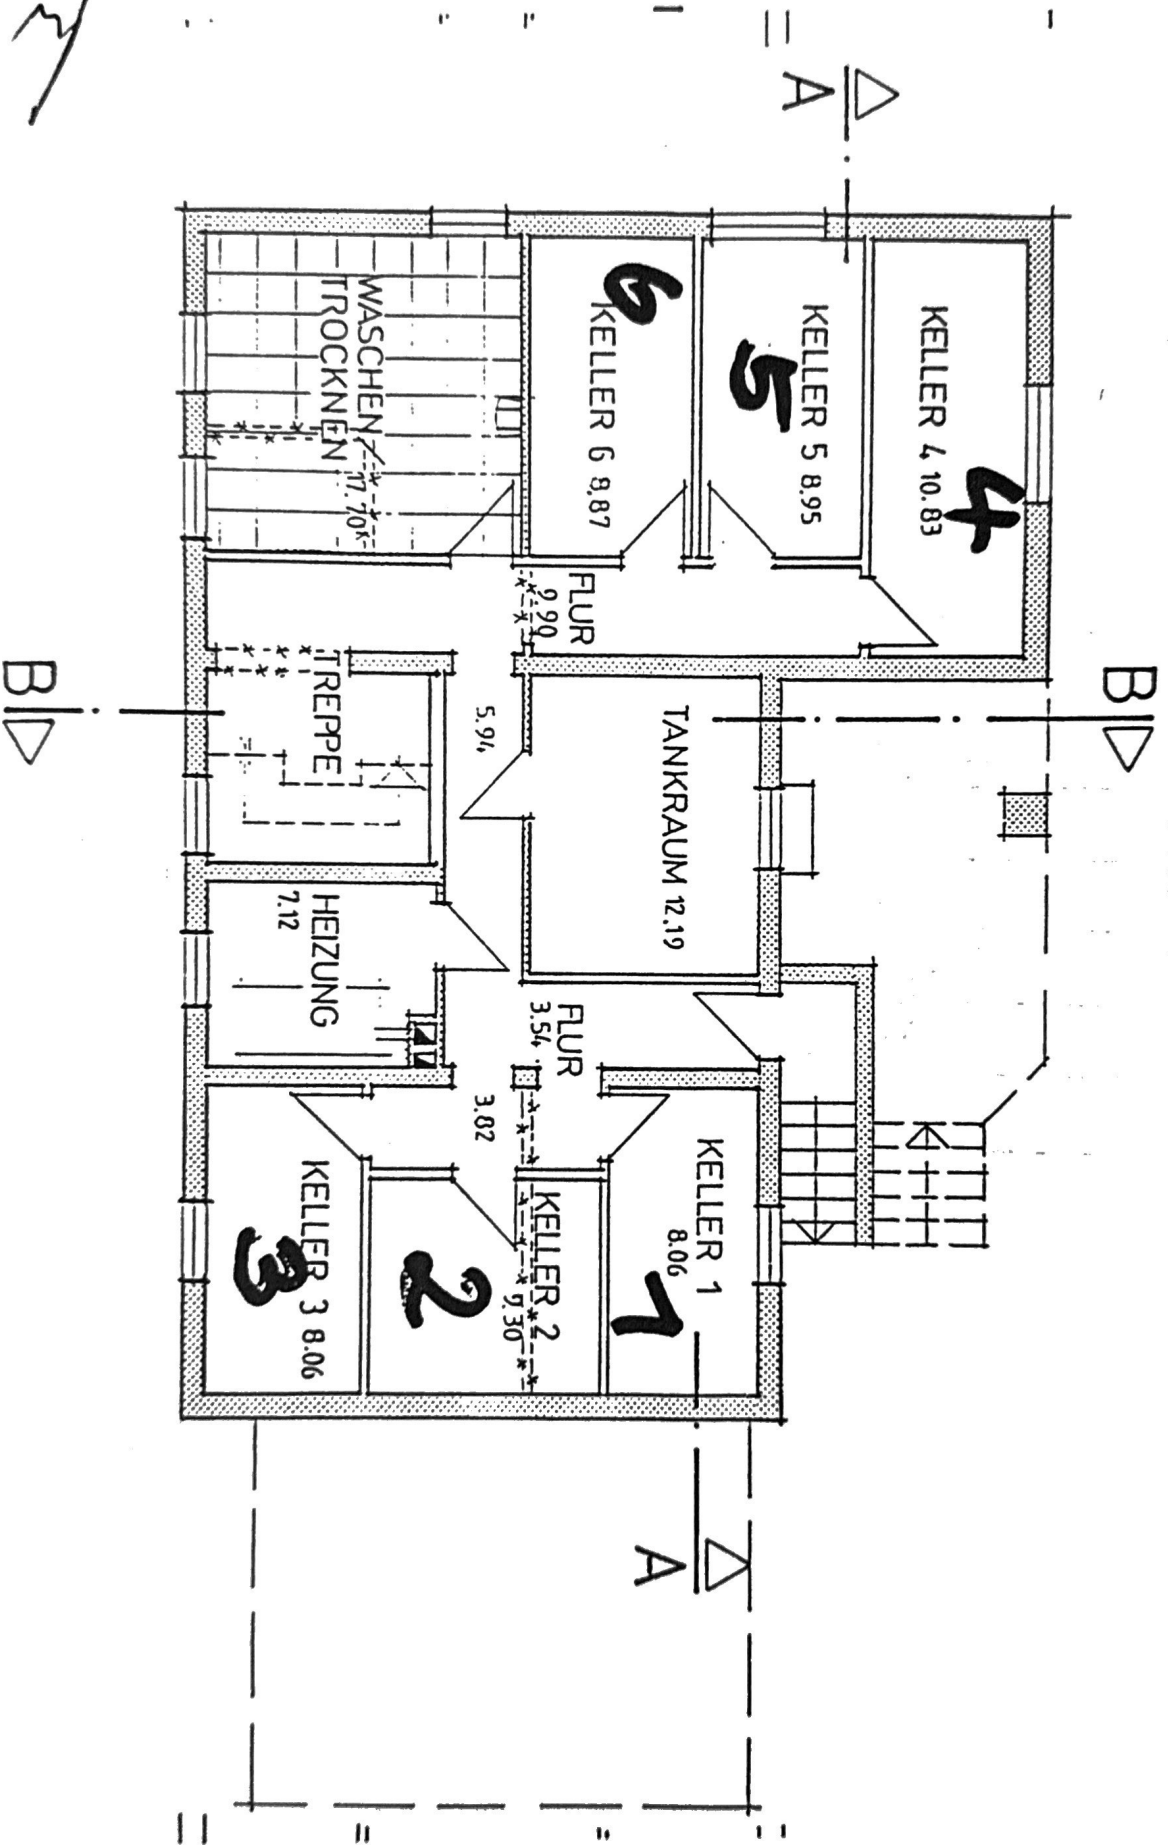 A
B
B
A
KELLER 4 10.83
4
KELLER 5 8.95
5
KELLER 6 8.87
6
WASCHEN
TROCKNEN 17.70
FLUR
9.90
TREPPE
5.94
TANKRAUM 12.19
HEIZUNG
7.12
FLUR
3.54
3.82
KELLER 1
8.06
1
KELLER 2
9.30
2
KELLER 3 8.06
3